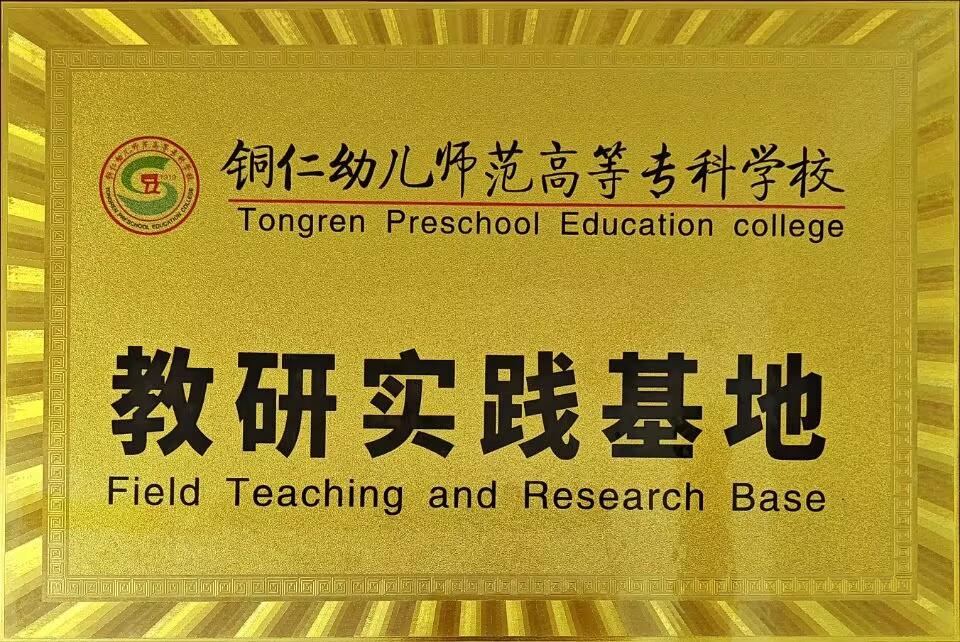 铜仁幼儿师范高等专科学校
Tongren Preschool Education college
教研实践基地
Field Teaching and Research Base